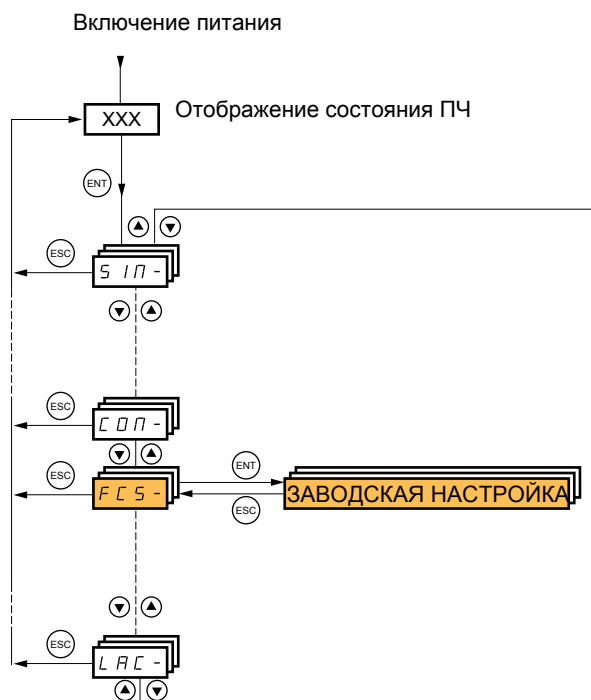 Включение питания
XXX
Отображение состояния ПЧ
ENT
ESC
SIM-
ESC
COM-
ESC
FCS-
ENT
ESC
ЗАВОДСКАЯ НАСТРОЙКА
ESC
LAC-